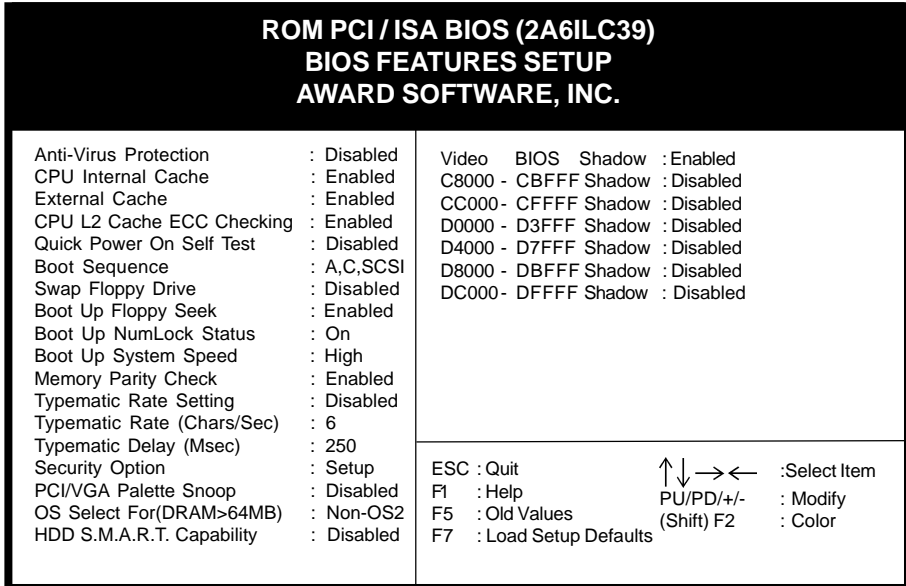 ROM PCI / ISA BIOS (2A6ILC39)
BIOS FEATURES SETUP
AWARD SOFTWARE, INC.
Anti-Virus Protection : Disabled
CPU Internal Cache : Enabled
External Cache : Enabled
CPU L2 Cache ECC Checking : Enabled
Quick Power On Self Test : Disabled
Boot Sequence : A,C,SCSI
Swap Floppy Drive : Disabled
Boot Up Floppy Seek : Enabled
Boot Up NumLock Status : On
Boot Up System Speed : High
Memory Parity Check : Enabled
Typematic Rate Setting : Disabled
Typematic Rate (Chars/Sec) : 6
Typematic Delay (Msec) : 250
Security Option : Setup
PCI/VGA Palette Snoop : Disabled
OS Select For(DRAM>64MB) : Non-OS2
HDD S.M.A.R.T. Capability : Disabled
Video BIOS Shadow : Enabled
C8000 - CBFFF Shadow : Disabled
CC000 - CFFFF Shadow : Disabled
D0000 - D3FFF Shadow : Disabled
D4000 - D7FFF Shadow : Disabled
D8000 - DBFFF Shadow : Disabled
DC000 - DFFFF Shadow : Disabled
ESC : Quit ↑↓→← :Select Item
F1 : Help PU/PD/+/- : Modify
F5 : Old Values (Shift) F2 : Color
F7 : Load Setup Defaults